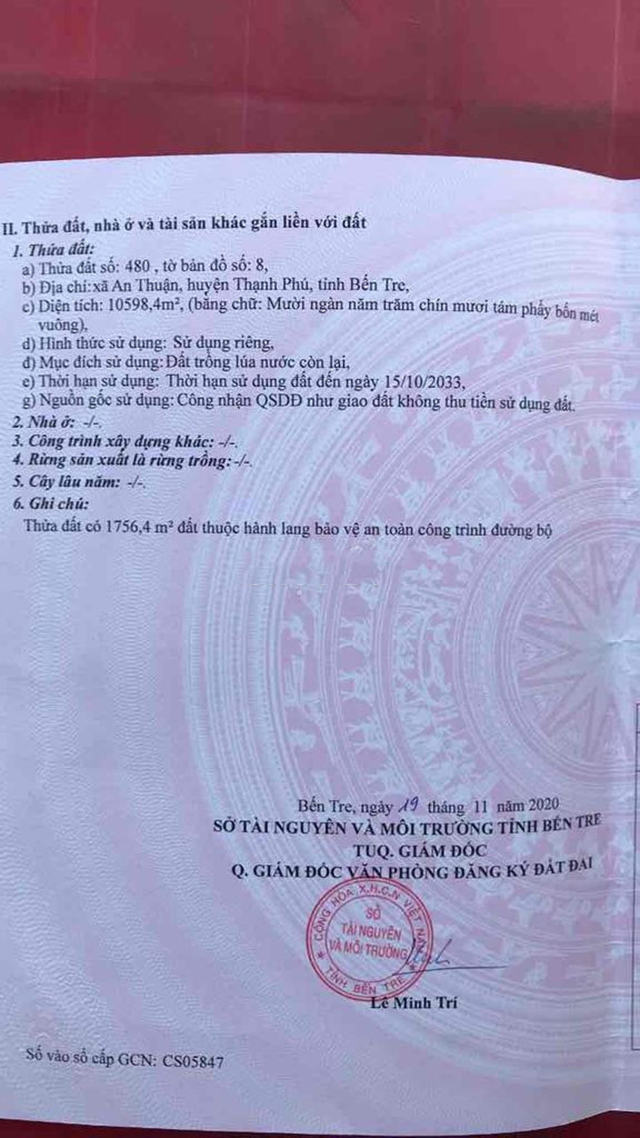 II. Thửa đất, nhà ở và tài sản khác gắn liền với đất
1. Thửa đất:
a) Thửa đất số: 480 , tờ bản đồ số: 8,
b) Địa chỉ:xã An Thuận, huyện Thạnh Phú, tỉnh Bến Tre,
c) Diện tích: 10598,4m², (bằng chữ: Mười ngàn năm trăm chín mươi tám phẩy bốn mét
vuông),
d) Hình thức sử dụng: Sử dụng riêng,
đ) Mục đích sử dụng:Đất trồng lúa nước còn lại,
e) Thời hạn sử dụng: Thời hạn sử dụng đất đến ngày 15/10/2033,
g) Nguồn gốc sử dụng: Công nhận QSDĐ như giao đất không thu tiền sử dụng đất.
2. Nhà ở: -/-.
3. Công trình xây dựng khác: -/-.
4. Rừng sản xuất là rừng trồng: -/-.
5. Cây lâu năm: -/-.
6. Ghi chú:
Thửa đất có 1756,4 m² đất thuộc hành lang bảo vệ an toàn công trình đường bộ
Bến Tre, ngày 19 tháng 11 năm 2020
SỞ TÀI NGUYÊN VÀ MÔI TRƯỜNG TỈNH BẾN TRE
TUQ. GIÁM ĐỐC
Q. GIÁM ĐỐC VĂN PHÒNG ĐĂNG KÝ ĐẤT ĐAI
CỘNG HÒA X.H.C.N VIỆT NAM
SỞ
TÀI NGUYÊN
VÀ MÔI TRƯỜNG
TỈNH BẾN TRE
Lê Minh Trí
Số vào sổ cấp GCN: CS05847